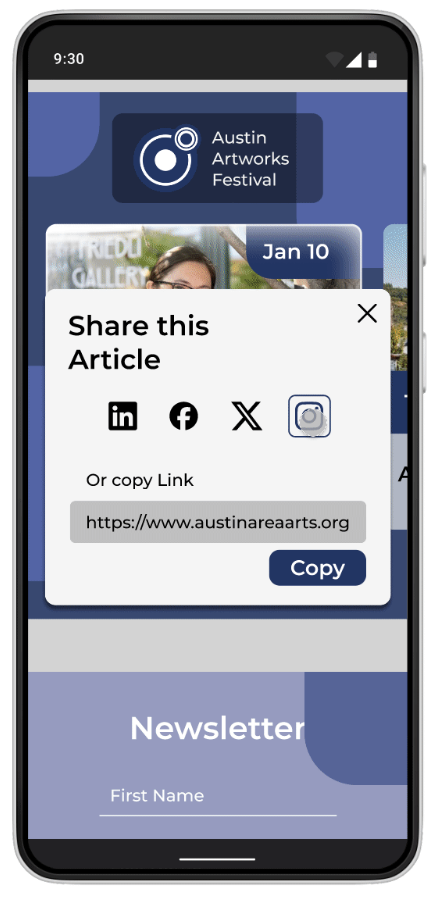 9:30
Austin
Artworks
Festival
GALLERY
Jan 10
Share this
Article
Or copy Link
https://www.austinareaarts.org
Copy
A
Newsletter
First Name